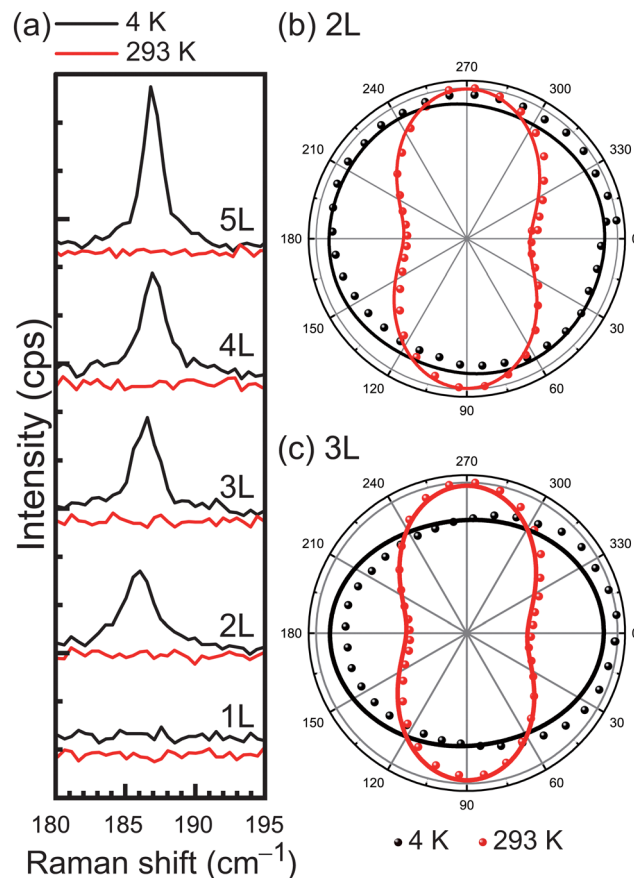 (a)
4 K
293 K
5L
4L
3L
2L
1L
Intensity (cps)
180 185 190 195
Raman shift (cm⁻¹)
(b) 2L
270
240 300
210 330
180 0
150 30
120 60
90
(c) 3L
270
240 300
210 330
180 0
150 30
120 60
90
4 K 293 K